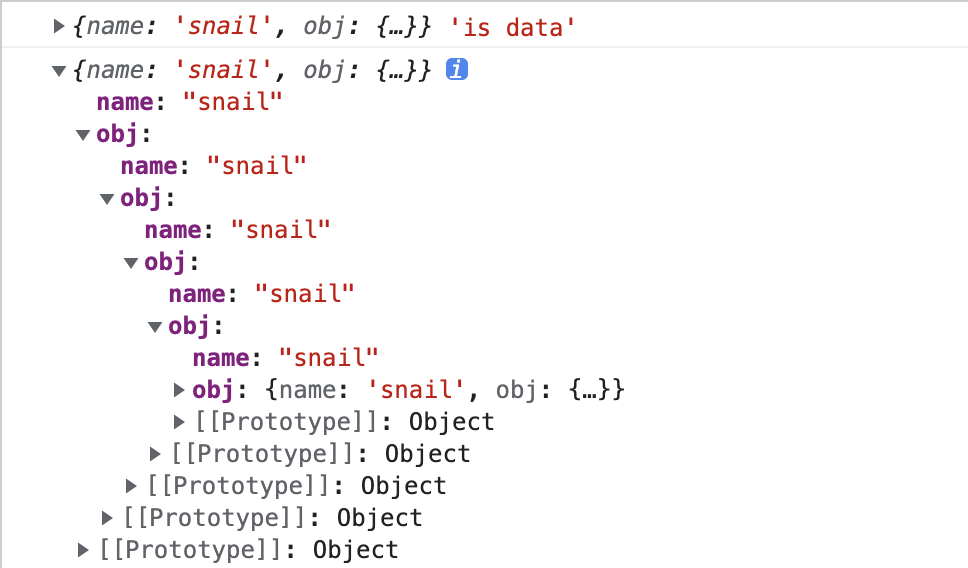 {name: 'snail', obj: {…}} 'is data'
{name: 'snail', obj: {…}} i
name: "snail"
obj:
name: "snail"
obj:
name: "snail"
obj:
name: "snail"
obj:
name: "snail"
obj: {name: 'snail', obj: {…}}
[[Prototype]]: Object
[[Prototype]]: Object
[[Prototype]]: Object
[[Prototype]]: Object
[[Prototype]]: Object